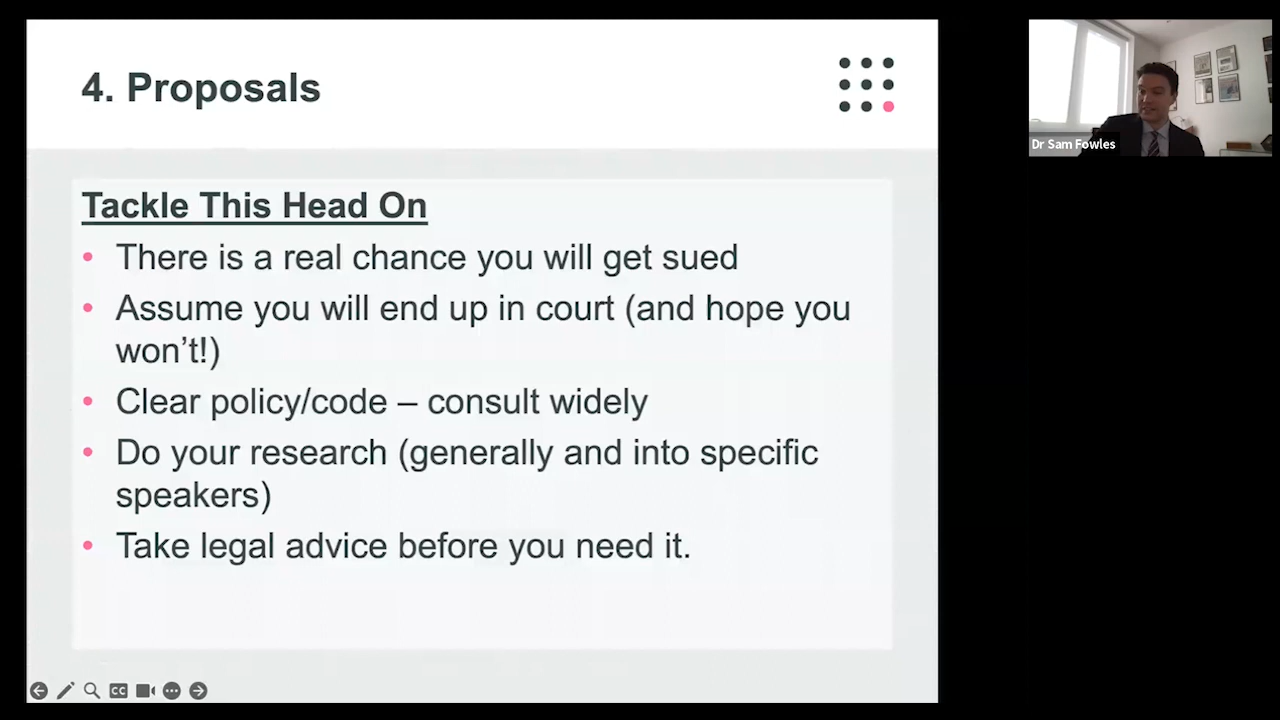 4. Proposals
Tackle This Head On
• There is a real chance you will get sued
• Assume you will end up in court (and hope you
won't!)
• Clear policy/code – consult widely
• Do your research (generally and into specific
speakers)
• Take legal advice before you need it.
CC
Dr Sam Fowles